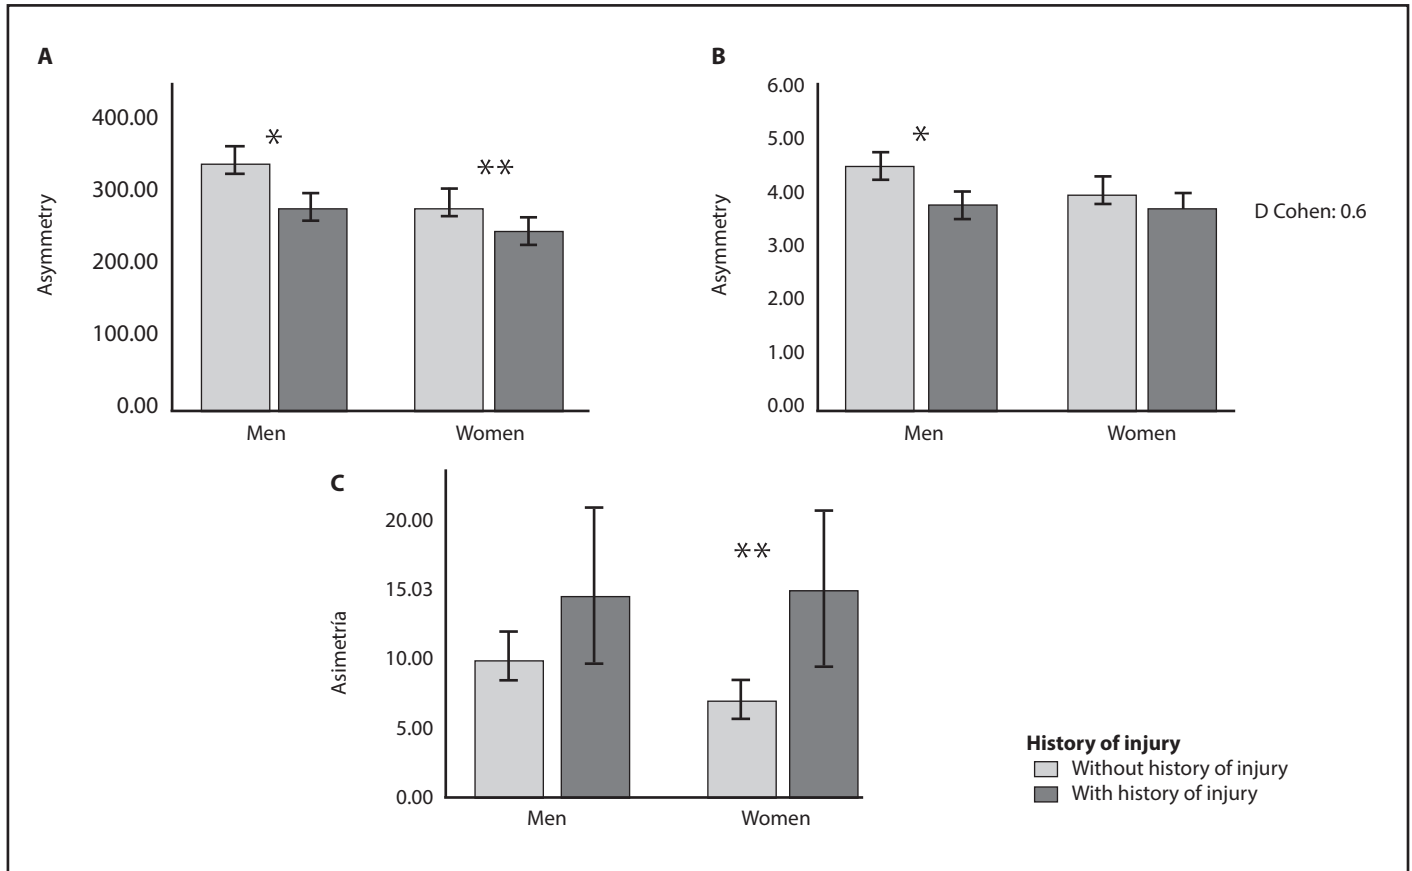 A
Asymmetry
400.00
300.00
200.00
100.00
0.00
*
**
Men
Women
B
Asymmetry
6.00
5.00
4.00
3.00
2.00
1.00
0.00
*
Men
Women
D Cohen: 0.6
C
Asimetría
20.00
15.03
10.00
5.00
0.00
**
Men
Women
History of injury
Without history of injury
With history of injury